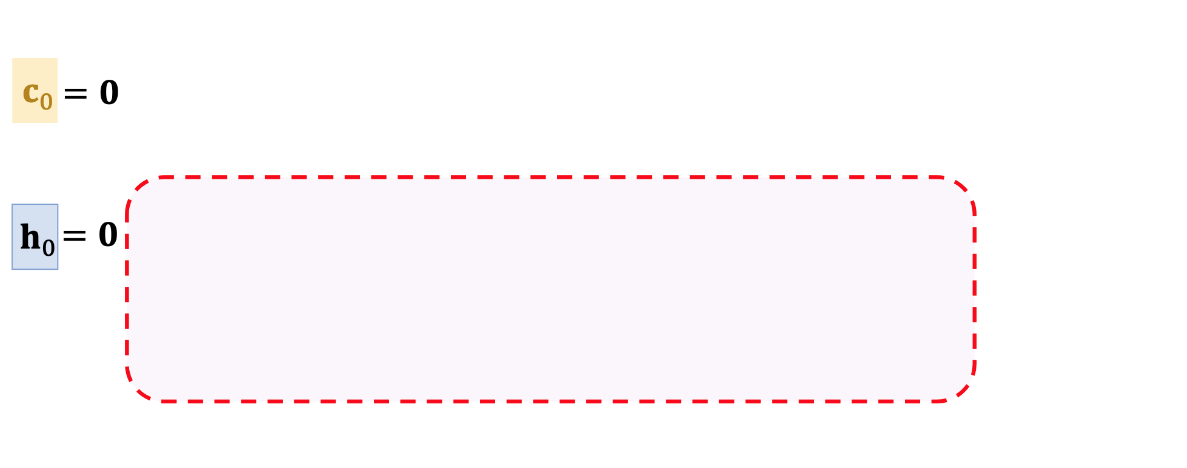 c₀ = 0
h₀ = 0